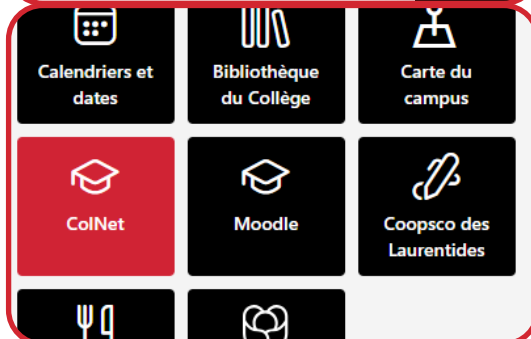 Calendriers et
dates
Bibliothèque
du Collège
Carte du
campus
ColNet
Moodle
Coopsco des
Laurentides